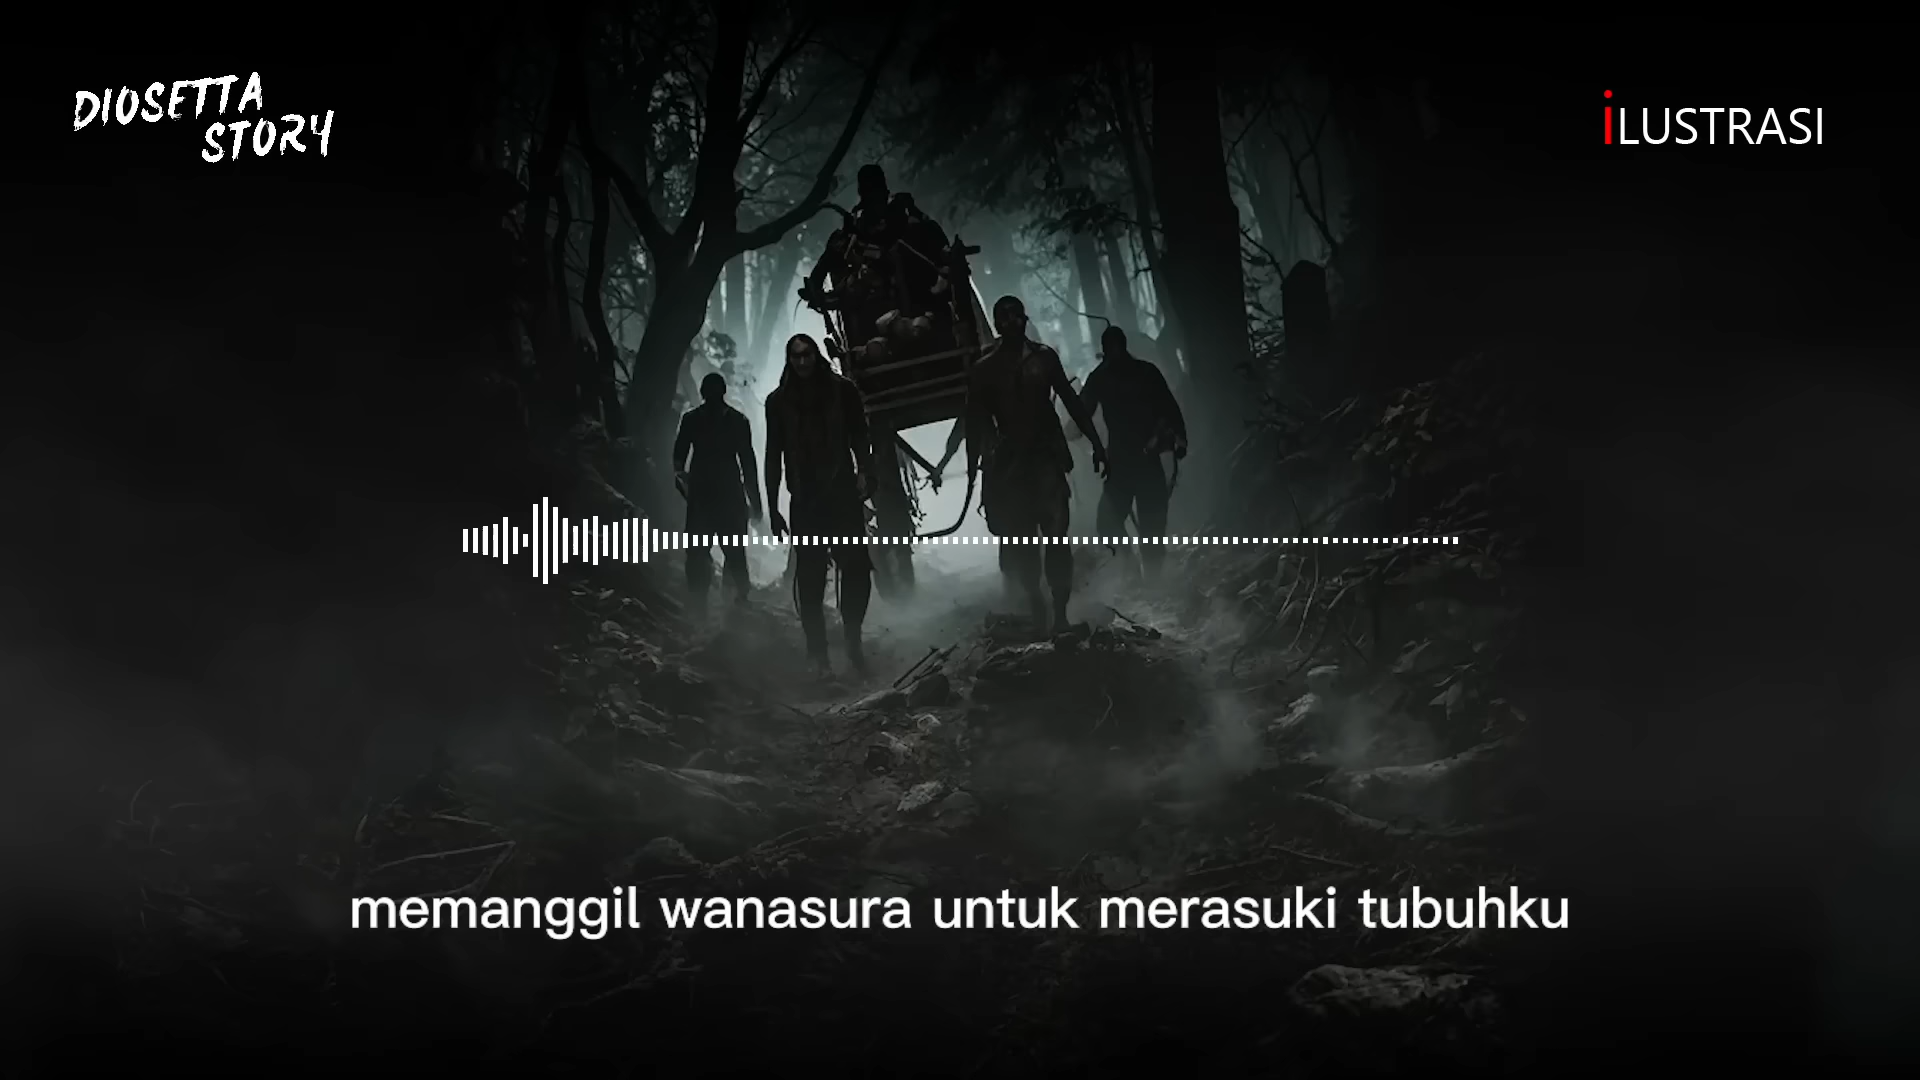 DIOSETTA
STORY
iLUSTRASI
memanggil wanasura untuk merasuki tubuhku